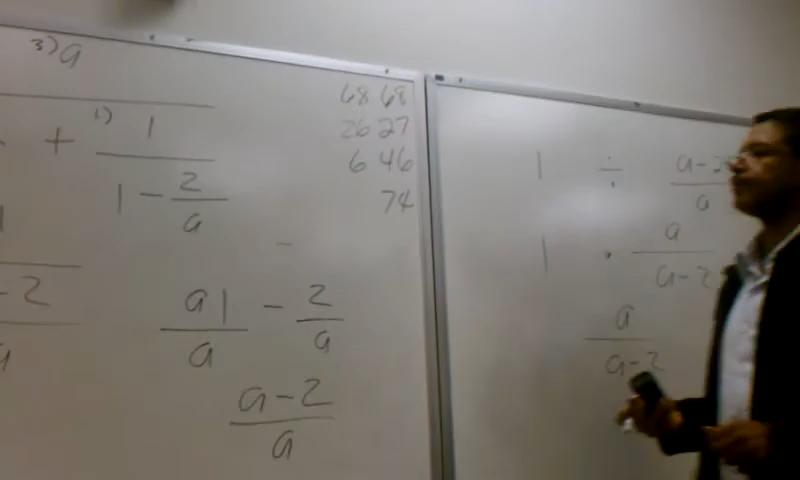 3) a
+ 1) 1
1 - 2
a
68 68
26 27
6 46
74
- 2
a1 - 2
a a
a - 2
a
1 ÷ a - 2
a
1 · a
a - 2
a
a - 2